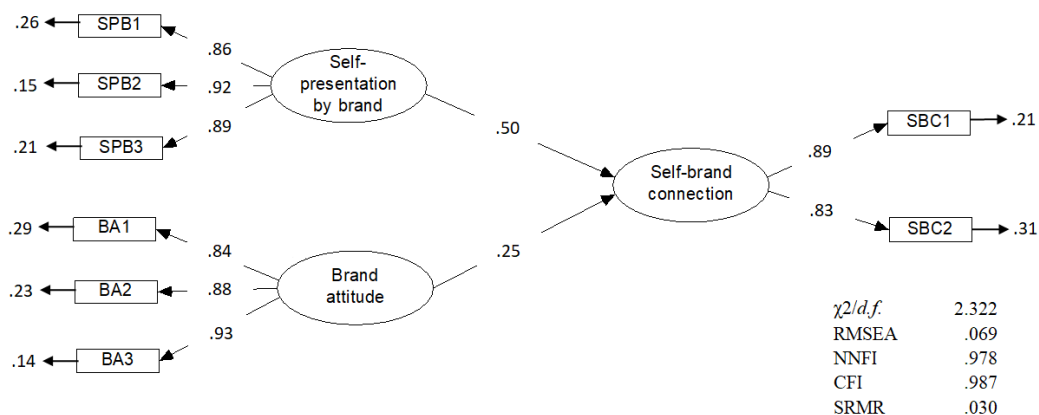 .26 SPB1
.86
Self-
presentation
by brand
.15 SPB2
.92
.89
.21 SPB3
.50
SBC1 .21
.89
Self-brand
connection
.83
SBC2 .31
.29 BA1
.84
.25
Brand
attitude
.23 BA2
.88
.93
.14 BA3
χ2/d.f. 2.322
RMSEA .069
NNFI .978
CFI .987
SRMR .030